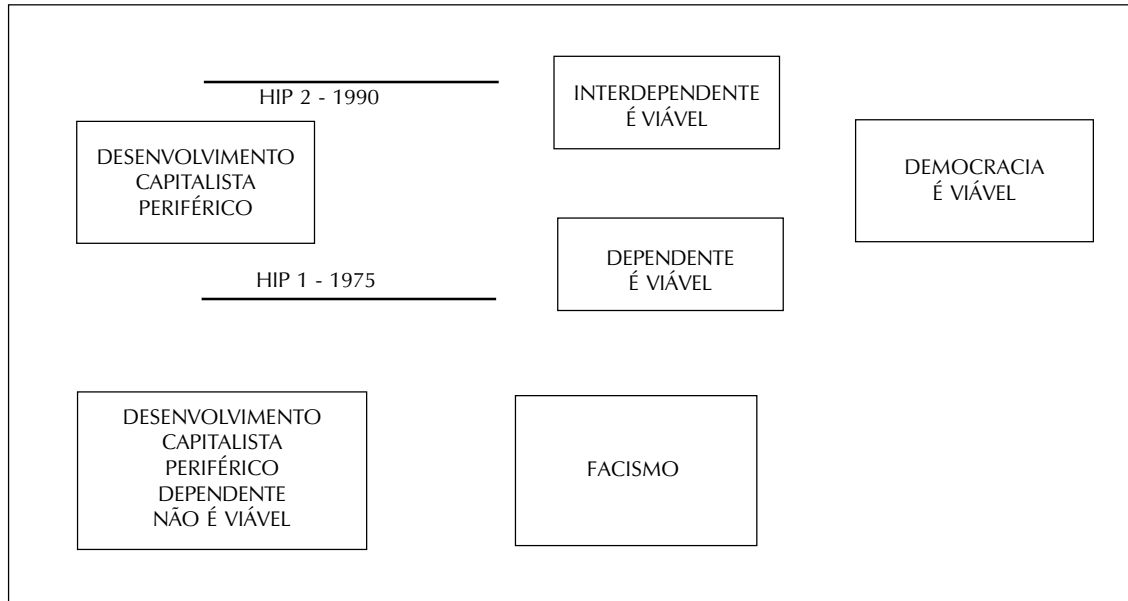 HIP 2 - 1990
DESENVOLVIMENTO
CAPITALISTA
PERIFÉRICO
INTERDEPENDENTE
É VIÁVEL
DEMOCRACIA
É VIÁVEL
HIP 1 - 1975
DEPENDENTE
É VIÁVEL
DESENVOLVIMENTO
CAPITALISTA
PERIFÉRICO
DEPENDENTE
NÃO É VIÁVEL
FACISMO